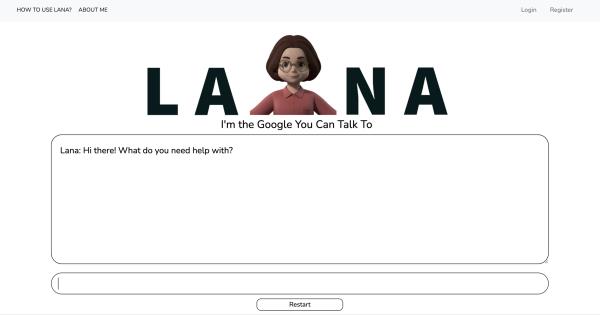 HOW TO USE LANA? ABOUT ME Login Register
LA NA
I'm the Google You Can Talk To
Lana: Hi there! What do you need help with?
Restart